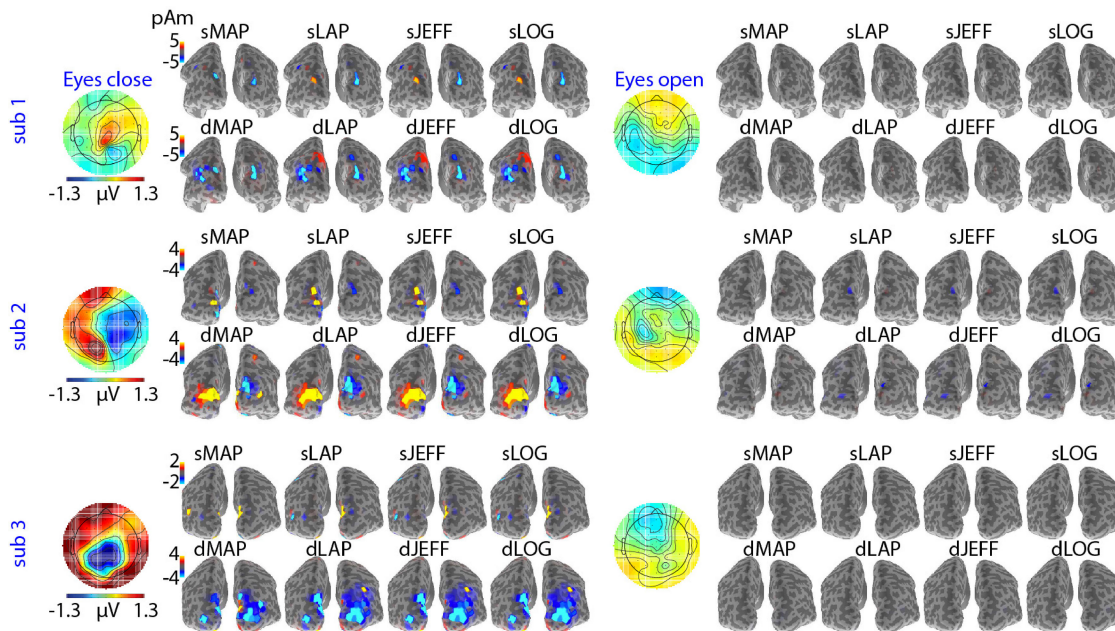 pAm
5
-5
sMAP sLAP sJEFF sLOG
sMAP sLAP sJEFF sLOG
Eyes close
Eyes open
sub 1
5
-5
dMAP dLAP dJEFF dLOG
dMAP dLAP dJEFF dLOG
-1.3 μV 1.3
4
-4
sMAP sLAP sJEFF sLOG
sMAP sLAP sJEFF sLOG
sub 2
4
-4
dMAP dLAP dJEFF dLOG
dMAP dLAP dJEFF dLOG
-1.3 μV 1.3
2
-2
sMAP sLAP sJEFF sLOG
sMAP sLAP sJEFF sLOG
sub 3
4
-4
dMAP dLAP dJEFF dLOG
dMAP dLAP dJEFF dLOG
-1.3 μV 1.3